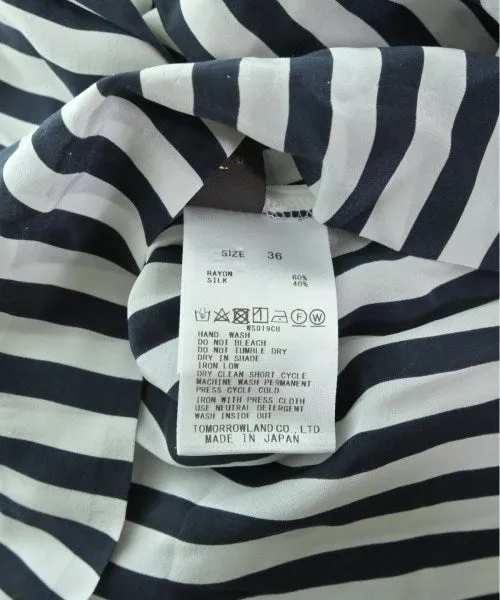 SIZE 36
RAYON 60%
SILK 40%
F W
WS019CU
HAND WASH
DO NOT BLEACH
DO NOT TUMBLE DRY
DRY IN SHADE
IRON LOW
DRY CLEAN SHORT CYCLE
MACHINE WASH PERMANENT
PRESS CYCLE COLD
IRON WITH PRESS CLOTH
USE NEUTRAL DETERGENT
WASH INSIDE OUT
TOMORROWLAND CO., LTD.
MADE IN JAPAN